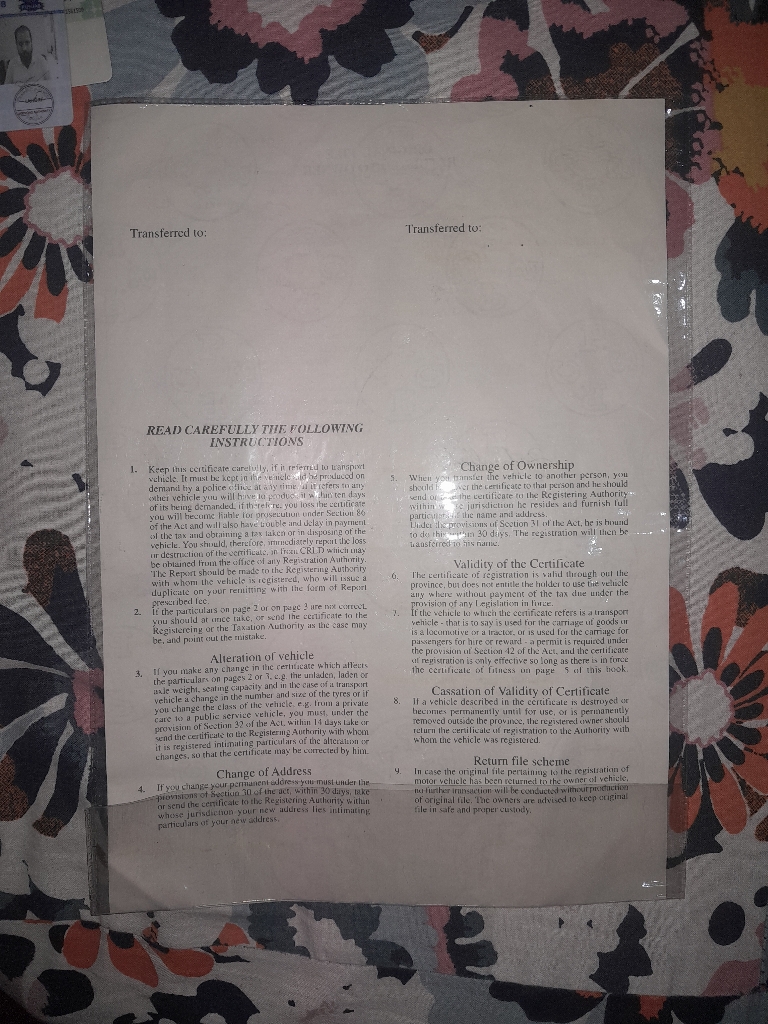 Transferred to:
Transferred to:
READ CAREFULLY THE FOLLOWING
INSTRUCTIONS
1. Keep this certificate carefully, if it referred to transport
vehicle. It must be kept in the vehicle and be produced on
demand by a police office at any time. If it refers to any
other vehicle you will have to produce it within ten days
of its being demanded, if therefore, you loss the certificate
you will become liable for prosecution under Section 86
of the Act and will also have trouble and delay in payment
of the tax and obtaining a tax taken or in disposing of the
vehicle. You should, therefore, immediately report the loss
or destruction of the certificate, in from CRLD which may
be obtained from the office of any Registration Authority.
The Report should be made to the Registering Authority
with whom the vehicle is registered, who will issue a
duplicate on your remitting with the form of Report
prescribed fee.
2. If the particulars on page 2 or on page 3 are not correct,
you should at once take, or send the certificate to the
Registereing or the Taxation Authority as the case may
be, and point out the mistake.
Alteration of vehicle
3. If you make any change in the certificate which affects
the particulars on pages 2 or 3, e.g. the unladen, laden or
axle weight, seating capacity and in the case of a transport
vehicle a change in the number and size of the tyres or if
you change the class of the vehicle, e.g. from a private
care to a public service vehicle, you must, under the
provision of Section 32 of the Act, within 14 days take or
send the certificate to the Registering Authority with whom
it is registered intimating particulars of the alteration or
changes, so that the certificate may be corrected by him.
Change of Address
4. If you change your permanent address you must under the
provisions of Section 30 of the act, within 30 days, take
or send the certificate to the Registering Authority within
whose jurisdiction your new address lies intimating
particulars of your new address.
Change of Ownership
5. When you transfer the vehicle to another person, you
should the certificate to that person and he should
send or the certificate to the Registering Authority
within jurisdiction he resides and furnish full
of the name and address.
Under the provisions of Section 31 of the Act, he is bound
to do this within 30 days. The registration will then be
transferred to his name.
Validity of the Certificate
6. The certificate of registration is valid through out the
province, but does not entitle the holder to use the vehicle
any where without payment of the tax due under the
provision of any Legislation in force.
7. If the vehicle to which the certificate refers is a transport
vehicle - that is to say is used for the carriage of goods or
is a locomotive or a tractor, or is used for the carriage for
passengers for hire or reward - a permit is required under
the provision of Section 42 of the Act, and the certificate
of registration is only effective so long as there is in force
the certificate of fitness on page 5 of this book.
Cassation of Validity of Certificate
8. If a vehicle described in the certificate is destroyed or
becomes permanently until for use, or is permanently
removed outside the province, the registered owner should
return the certificate of registration to the Authority with
whom the vehicle was registered.
Return file scheme
9. In case the original file pertaining to the registration of
motor vehicle has been returned to the owner of vehicle,
no further transaction will be conducted without production
of original file. The owners are advised to keep original
file in safe and proper custody.